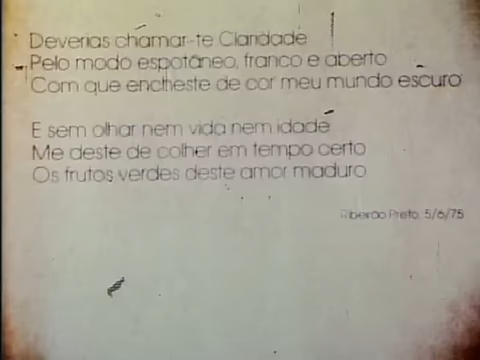 Deverias chamar-te Claridade
Pelo modo espotâneo, franco e aberto
Com que encheste de cor meu mundo escuro
E sem olhar nem vida nem idade
Me deste de colher em tempo certo
Os frutos verdes deste amor maduro
Ribeirão Preto, 5/6/75